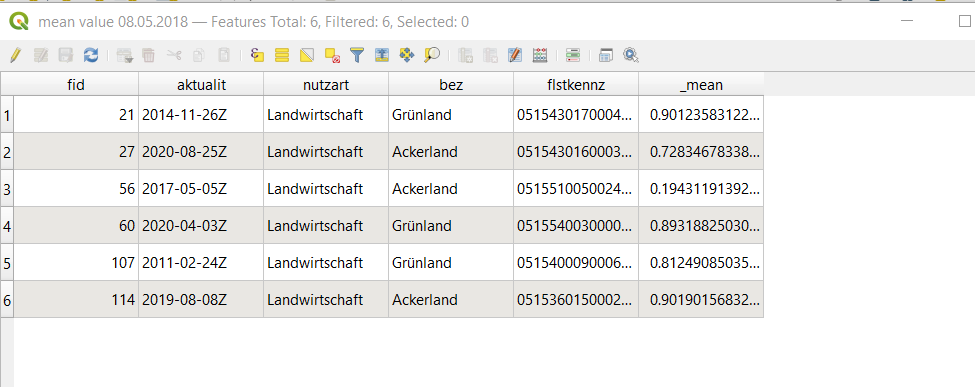 mean value 08.05.2018 — Features Total: 6, Filtered: 6, Selected: 0
fid aktualit nutzart bez flstkennz _mean
1 21 2014-11-26Z Landwirtschaft Grünland 0515430170004... 0.90123583122...
2 27 2020-08-25Z Landwirtschaft Ackerland 0515430160003... 0.72834678338...
3 56 2017-05-05Z Landwirtschaft Ackerland 0515510050024... 0.19431191392...
4 60 2020-04-03Z Landwirtschaft Grünland 0515540030000... 0.89318825030...
5 107 2011-02-24Z Landwirtschaft Grünland 0515400090006... 0.81249085035...
6 114 2019-08-08Z Landwirtschaft Ackerland 0515360150002... 0.90190156832...